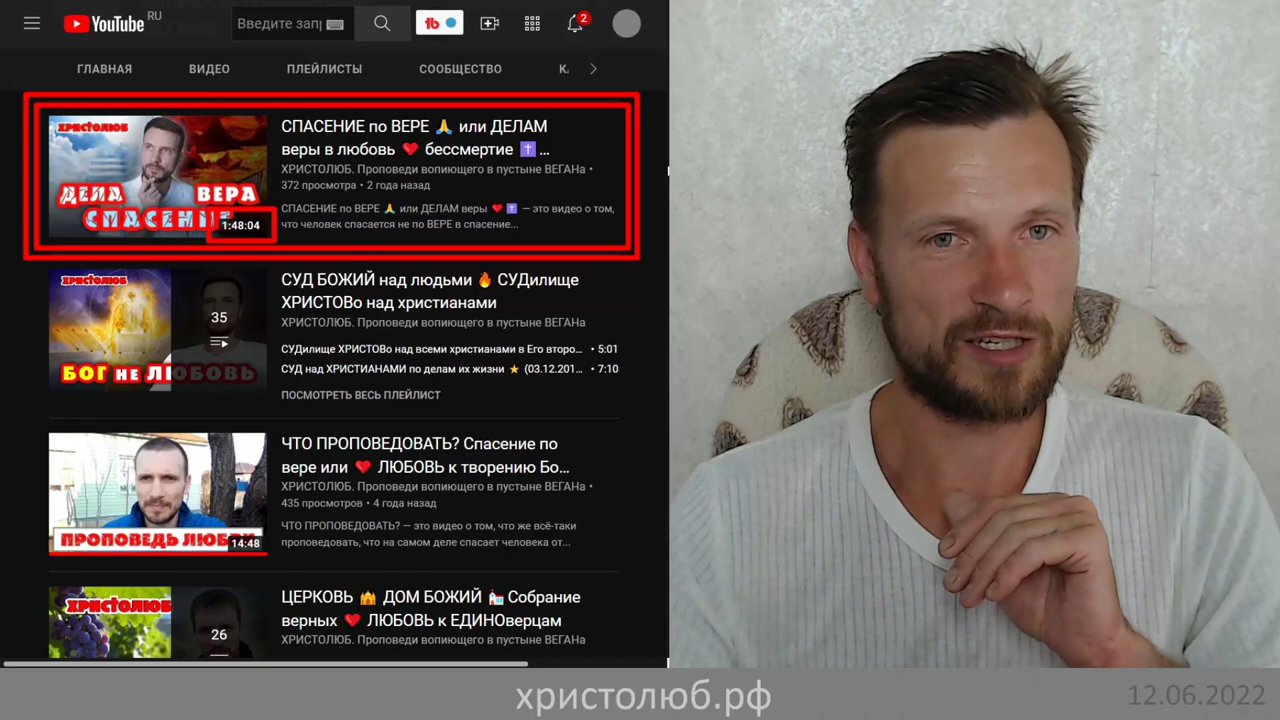 YouTube RU
Введите запр
2
ГЛАВНАЯ ВИДЕО ПЛЕЙЛИСТЫ СООБЩЕСТВО К
ХРИСТОЛЮБ
ДЕЛА ВЕРА
СПАСЕНИЕ
1:48:04
СПАСЕНИЕ по ВЕРЕ 🙏 или ДЕЛАМ
веры в любовь ❤️ бессмертие ✝️ ...
ХРИСТОЛЮБ. Проповеди вопиющего в пустыне ВЕГАНа •
372 просмотра • 2 года назад
СПАСЕНИЕ по ВЕРЕ 🙏 или ДЕЛАМ веры ❤️ ✝️ — это видео о том,
что человек спасается не по ВЕРЕ в спасение...
ХРИСТОЛЮБ
35
БОГ НЕ ЛЮБОВЬ
СУД БОЖИЙ над людьми 🔥 СУДилище
ХРИСТОВо над христианами
ХРИСТОЛЮБ. Проповеди вопиющего в пустыне ВЕГАНа
СУДилище ХРИСТОВо над всеми христианами в Его второ... • 5:01
СУД над ХРИСТИАНАМИ по делам их жизни ⭐ (03.12.201... • 7:10
ПОСМОТРЕТЬ ВЕСЬ ПЛЕЙЛИСТ
ПРОПОВЕДЬ ЛЮБВИ
14:48
ЧТО ПРОПОВЕДОВАТЬ? Спасение по
вере или ❤️ ЛЮБОВЬ к творению Бо...
ХРИСТОЛЮБ. Проповеди вопиющего в пустыне ВЕГАНа •
435 просмотров • 4 года назад
ЧТО ПРОПОВЕДОВАТЬ? — это видео о том, что же всё-таки
проповедовать, что на самом деле спасает человека от...
ХРИСТОЛЮБ
26
ЦЕРКОВЬ 🕌 ДОМ БОЖИЙ 🏩 Собрание
верных ❤️ ЛЮБОВЬ к ЕДИНОверцам
ХРИСТОЛЮБ. Проповеди вопиющего в пустыне ВЕГАНа
христолюб.рф
12.06.2022